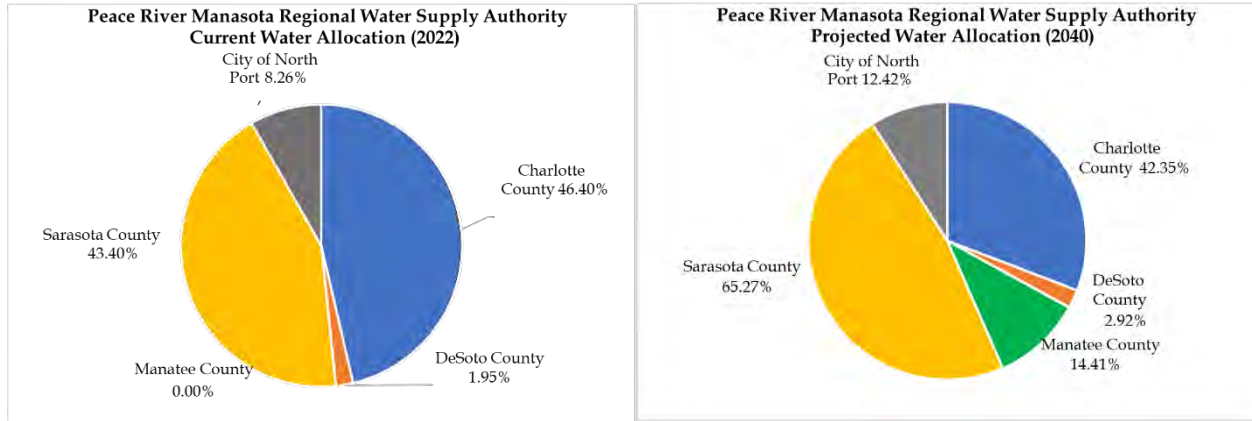 Peace River Manasota Regional Water Supply Authority
Current Water Allocation (2022)
City of North
Port 8.26%
Charlotte
County 46.40%
Sarasota County
43.40%
Manatee County
0.00%
DeSoto County
1.95%
Peace River Manasota Regional Water Supply Authority
Projected Water Allocation (2040)
City of North
Port 12.42%
Charlotte
County 42.35%
Sarasota County
65.27%
DeSoto
County
2.92%
Manatee County
14.41%